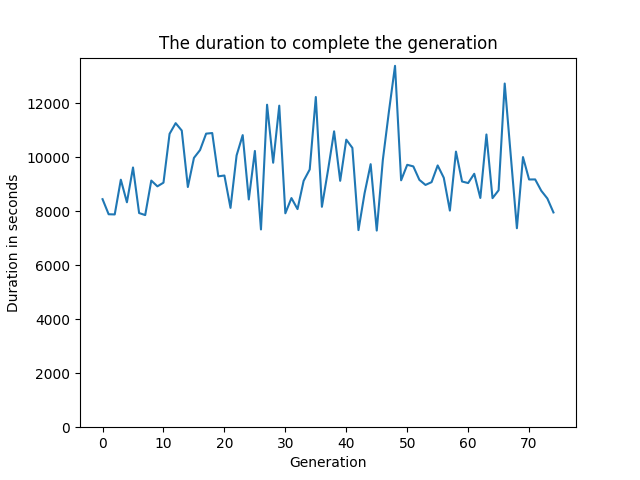 The duration to complete the generation
12000
10000
8000
6000
4000
2000
0
Duration in seconds
0 10 20 30 40 50 60 70
Generation